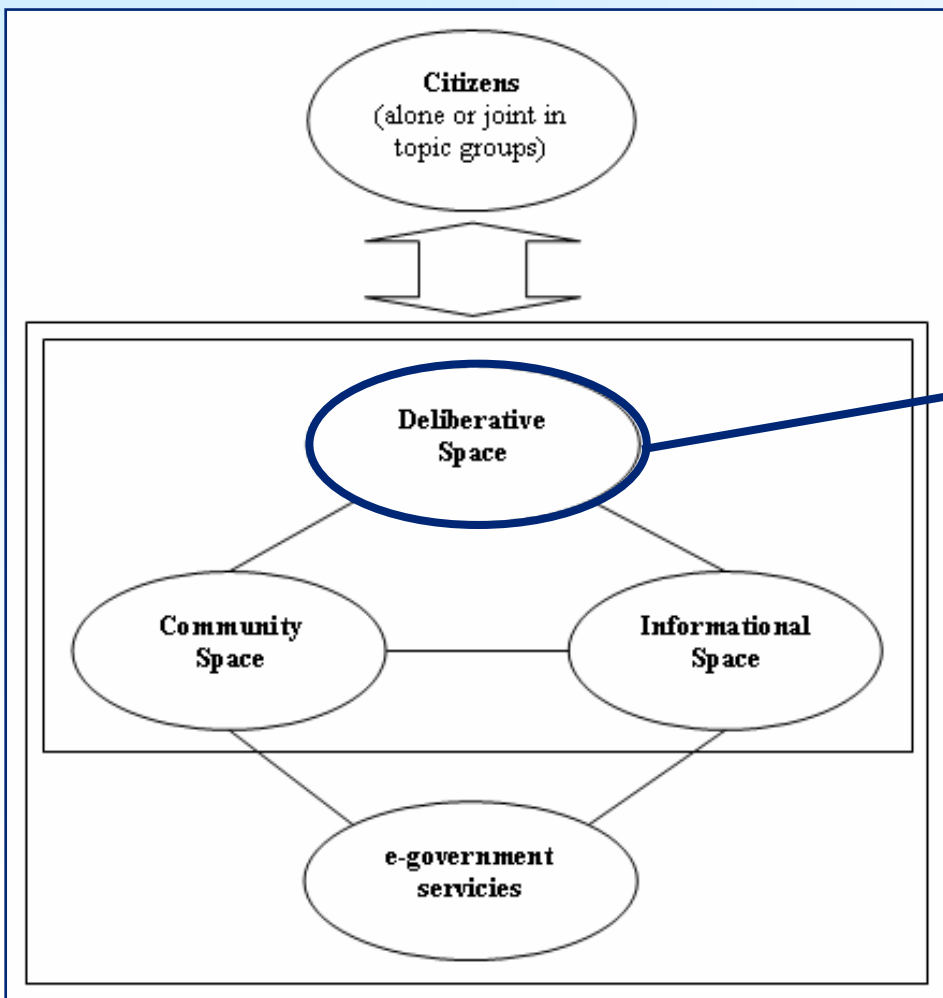 Citizens
(alone or joint in
topic groups)
Deliberative
Space
Community
Space
Informational
Space
e-government
servicies